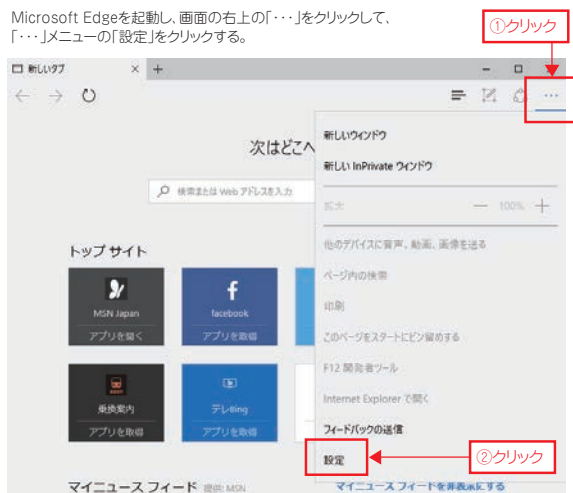 Microsoft Edgeを起動し、画面の右上の「・・・」をクリックして、
「・・・」メニューの「設定」をクリックする。
①クリック
新しいタブ
次はどこへ
検索または Web アドレスを入力
トップ サイト
MSN Japan
アプリを開く
facebook
アプリを取得
乗換案内
アプリを取得
テレBing
アプリを取得
マイニュース フィード 提供: MSN
マイニュース フィードを非表示にする
新しいウィンドウ
新しい InPrivate ウィンドウ
拡大
100%
他のデバイスに音声、動画、画像を送る
ページ内の検索
印刷
このページをスタートにピン留めする
F12 開発者ツール
Internet Explorer で開く
フィードバックの送信
設定
②クリック